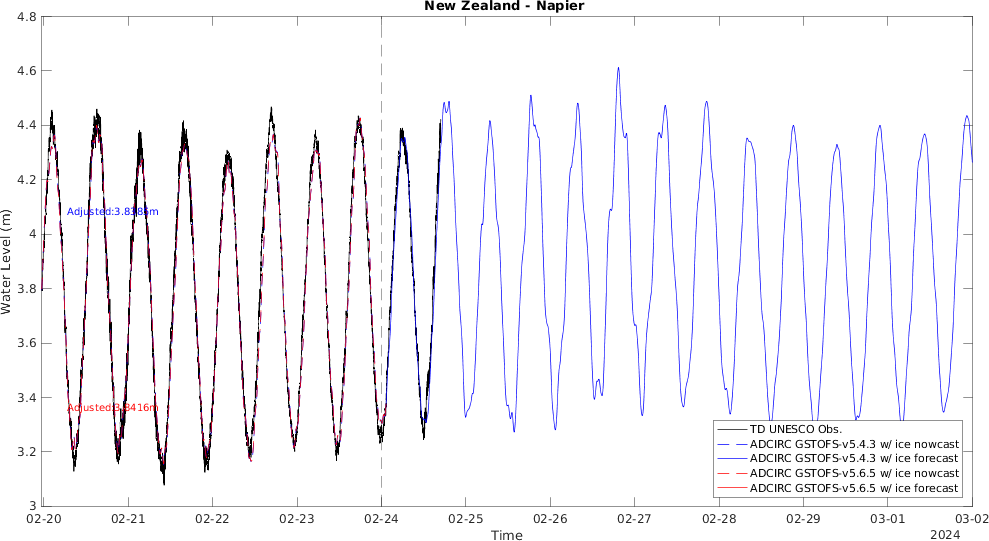 New Zealand - Napier
4.8
4.6
4.4
4.2
4
3.8
3.6
3.4
3.2
3
Water Level (m)
Adjusted:3.8385m
Adjusted:3.8416m
TD UNESCO Obs.
ADCIRC GSTOFS-v5.4.3 w/ ice nowcast
ADCIRC GSTOFS-v5.4.3 w/ ice forecast
ADCIRC GSTOFS-v5.6.5 w/ ice nowcast
ADCIRC GSTOFS-v5.6.5 w/ ice forecast
02-20 02-21 02-22 02-23 02-24 02-25 02-26 02-27 02-28 02-29 03-01 03-02
Time
2024